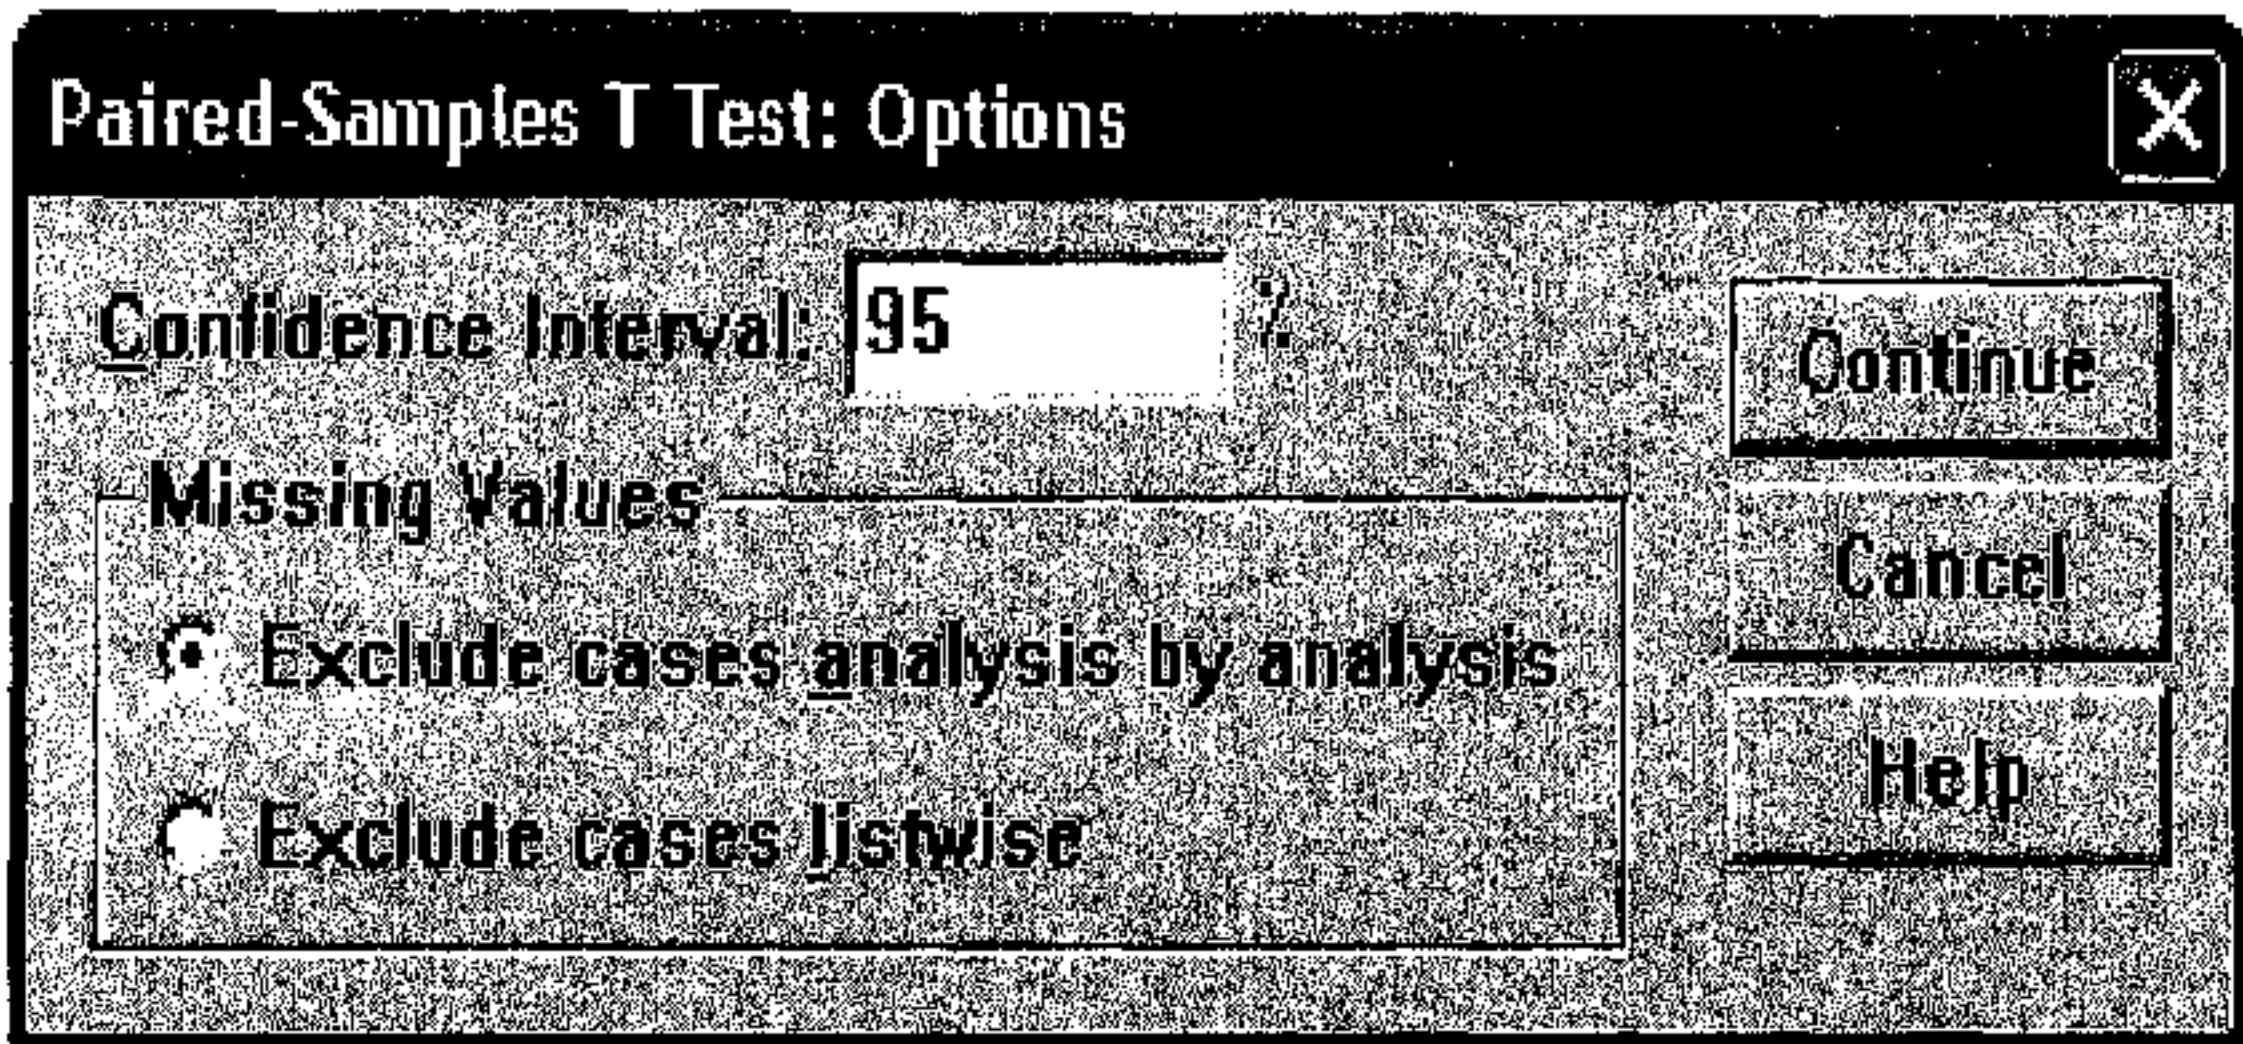 Paired-Samples T Test: Options
Confidence Interval: 95 %
Continue
Missing Values
Cancel
Exclude cases analysis by analysis
Help
Exclude cases listwise